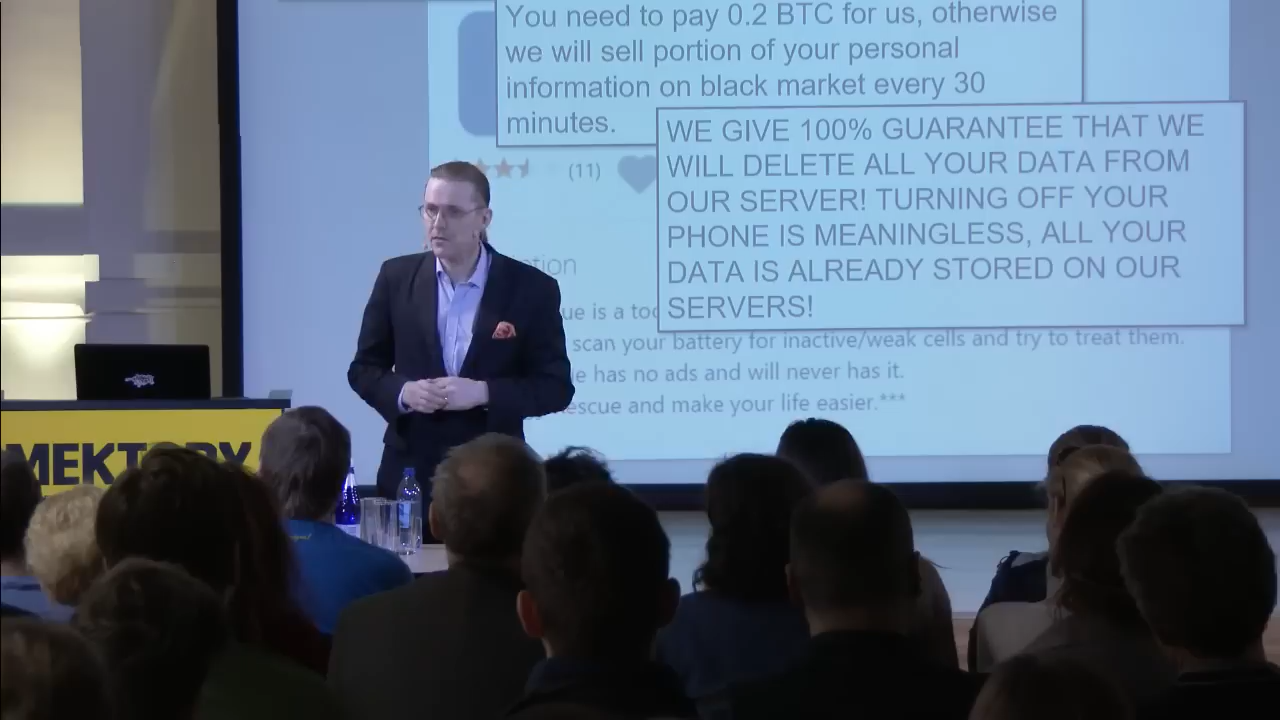 You need to pay 0.2 BTC for us, otherwise
we will sell portion of your personal
information on black market every 30
minutes.
WE GIVE 100% GUARANTEE THAT WE
WILL DELETE ALL YOUR DATA FROM
OUR SERVER! TURNING OFF YOUR
PHONE IS MEANINGLESS, ALL YOUR
DATA IS ALREADY STORED ON OUR
SERVERS!
(11)
scan your battery for inactive/weak cells and try to treat them.
has no ads and will never has it.
and make your life easier.***